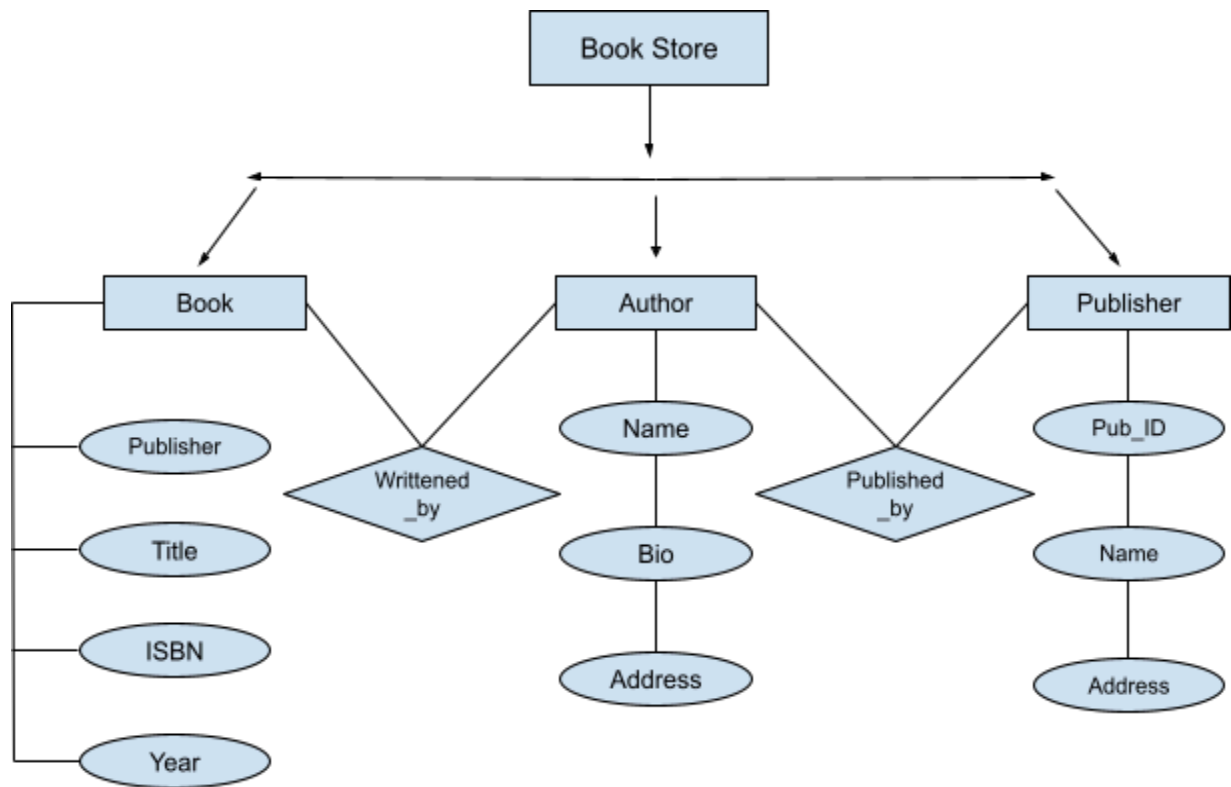 Book Store
Book
Author
Publisher
Publisher
Title
ISBN
Year
Writtened
_by
Name
Bio
Address
Published
_by
Pub_ID
Name
Address